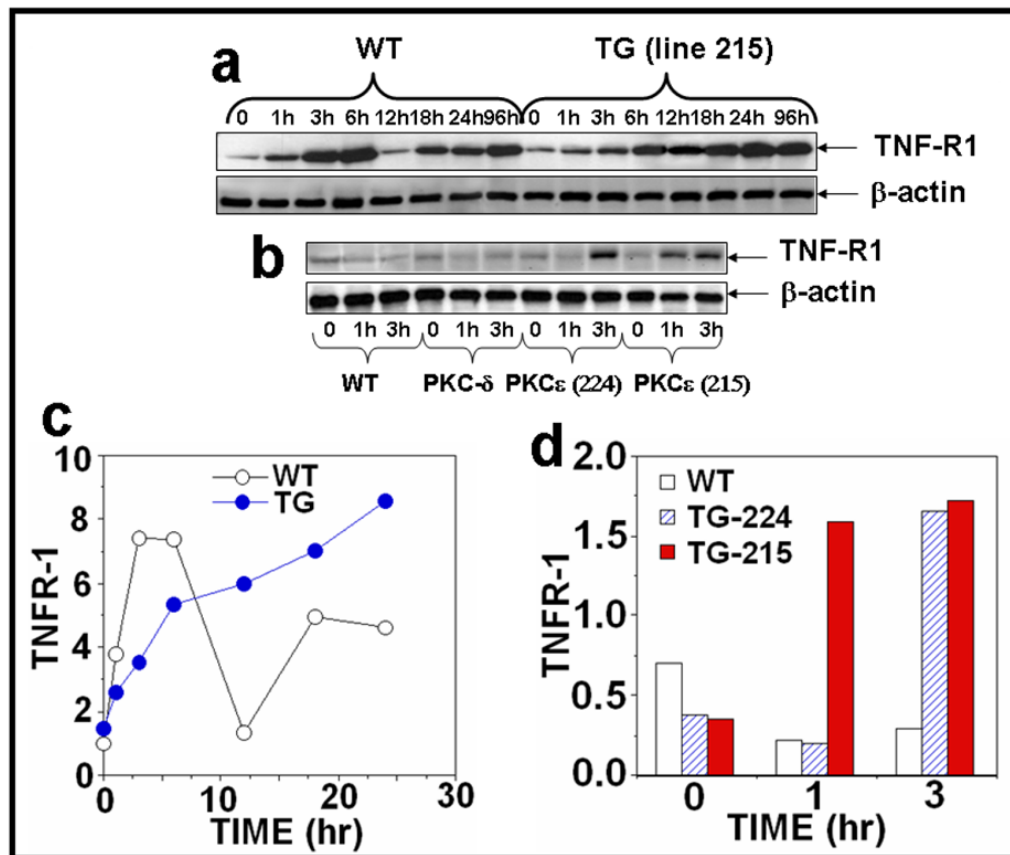 a
WT TG (line 215)
0 1h 3h 6h 12h 18h 24h 96h 0 1h 3h 6h 12h 18h 24h 96h
TNF-R1
β-actin
b
TNF-R1
β-actin
0 1h 3h 0 1h 3h 0 1h 3h 0 1h 3h
WT PKC-δ PKCε (224) PKCε (215)
c
10
8
6
4
2
0
TNFR-1
WT
TG
0 10 20 30
TIME (hr)
d
2.0
1.5
1.0
0.5
0.0
TNFR-1
WT
TG-224
TG-215
0 1 3
TIME (hr)